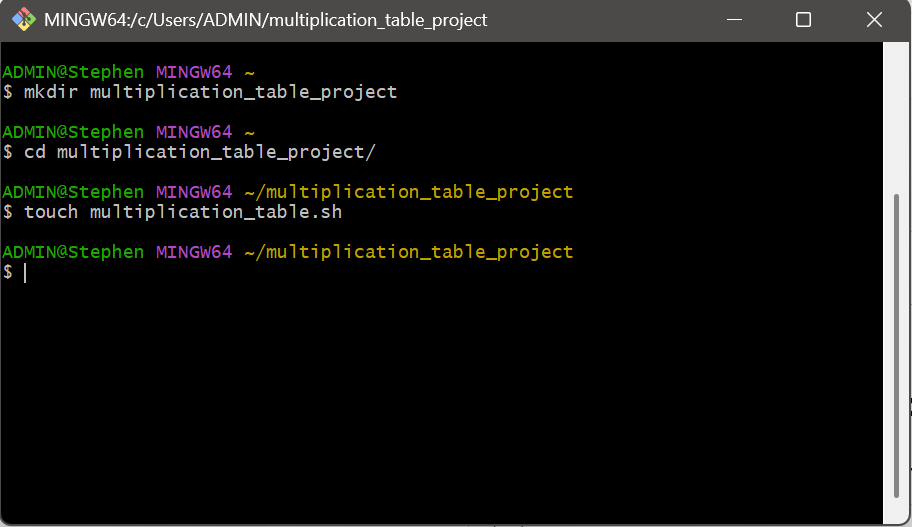 MINGW64:/c/Users/ADMIN/multiplication_table_project
ADMIN@Stephen MINGW64 ~
$ mkdir multiplication_table_project
ADMIN@Stephen MINGW64 ~
$ cd multiplication_table_project/
ADMIN@Stephen MINGW64 ~/multiplication_table_project
$ touch multiplication_table.sh
ADMIN@Stephen MINGW64 ~/multiplication_table_project
$